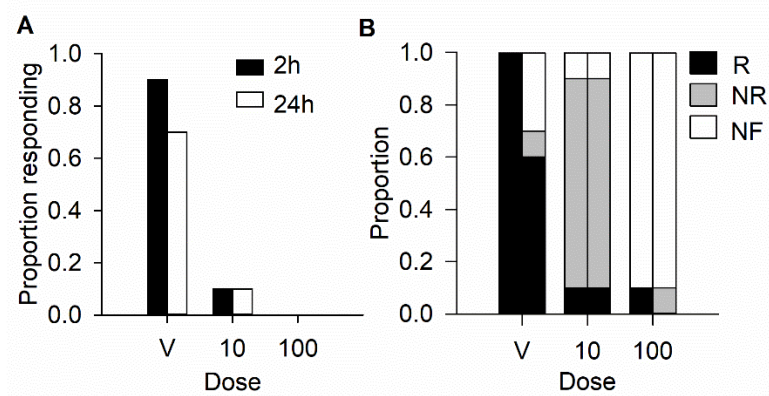 A
Proportion responding
1.0
0.8
0.6
0.4
0.2
0.0
2h
24h
V 10 100
Dose
B
Proportion
1.0
0.8
0.6
0.4
0.2
0.0
R
NR
NF
V 10 100
Dose